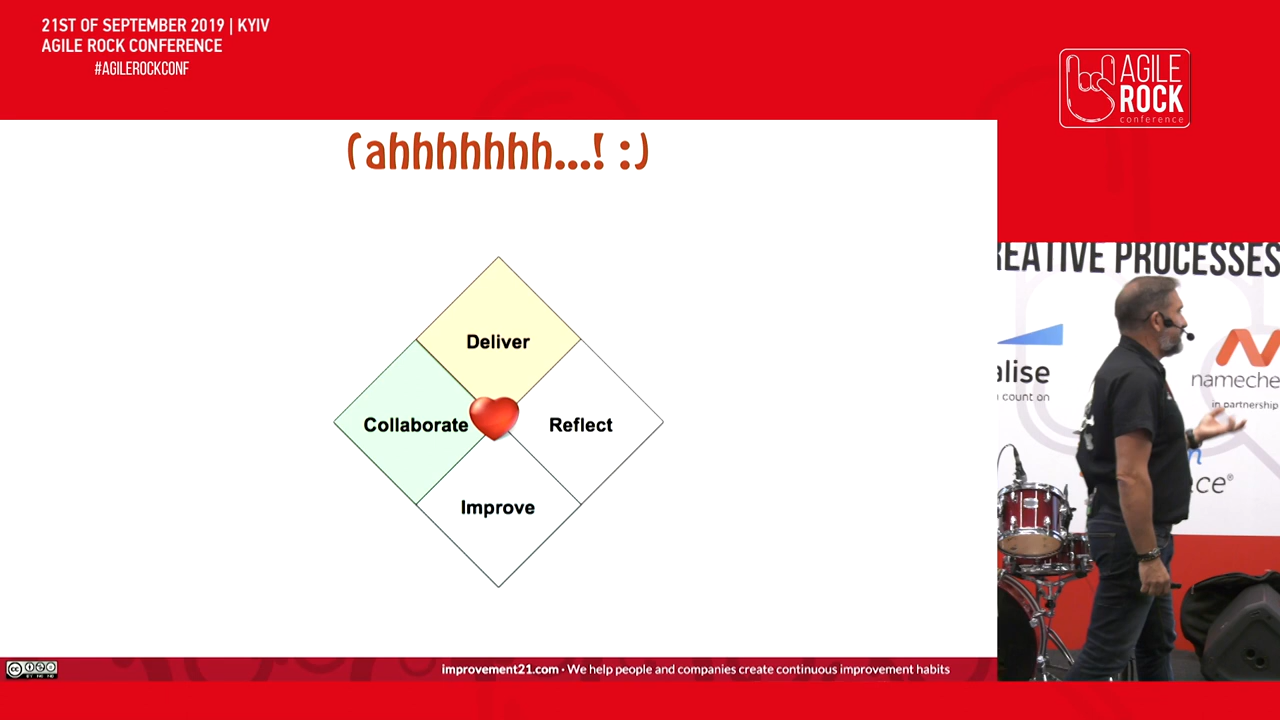 21ST OF SEPTEMBER 2019 | KYIV
AGILE ROCK CONFERENCE
#AGILEROCKCONF
AGILE
ROCK
conference
(ahhhhhhh...! :)
Deliver
Collaborate
Reflect
Improve
REATIVE PROCESSES
alise
count on
nameche
in partnership
ce®
improvement21.com · We help people and companies create continuous improvement habits